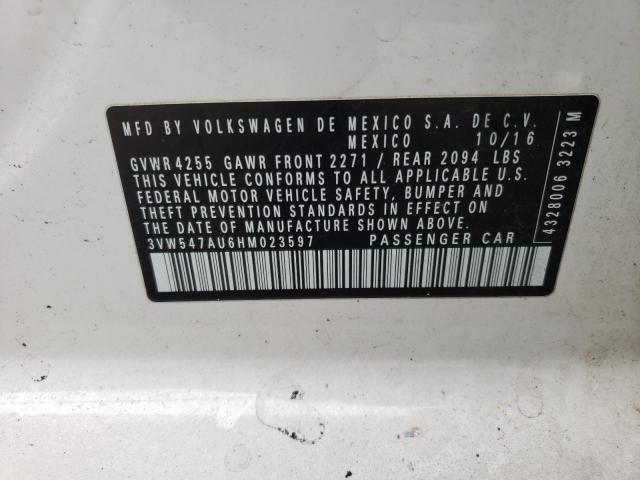 MFD BY VOLKSWAGEN DE MEXICO S.A. DE C.V.
MEXICO 10/16
GVWR 4255 GAWR FRONT 2271 / REAR 2094 LBS
THIS VEHICLE CONFORMS TO ALL APPLICABLE U.S.
FEDERAL MOTOR VEHICLE SAFETY, BUMPER AND
THEFT PREVENTION STANDARDS IN EFFECT ON
THE DATE OF MANUFACTURE SHOWN ABOVE.
3VW547AU6HM023597 PASSENGER CAR
4328006 3223 M